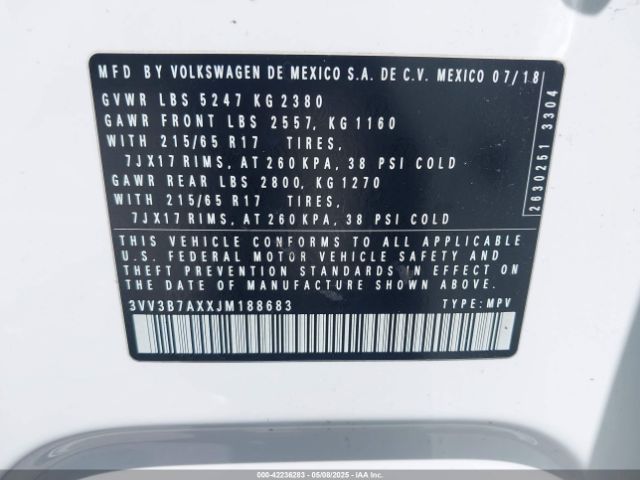 MFD BY VOLKSWAGEN DE MEXICO S.A. DE C.V. MEXICO 07/18
GVWR LBS 5247 KG 2380
GAWR FRONT LBS 2557, KG 1160
WITH 215/65 R17 TIRES,
7JX17 RIMS, AT 260 KPA, 38 PSI COLD
GAWR REAR LBS 2800, KG 1270
WITH 215/65 R17 TIRES,
7JX17 RIMS, AT 260 KPA, 38 PSI COLD
THIS VEHICLE CONFORMS TO ALL APPLICABLE
U.S. FEDERAL MOTOR VEHICLE SAFETY AND
THEFT PREVENTION STANDARDS IN EFFECT ON
THE DATE OF MANUFACTURE SHOWN ABOVE.
3VV3B7AXXJM188683 TYPE: MPV
2630251 3304
000-42236283 - 05/08/2025 - IAAI.COM